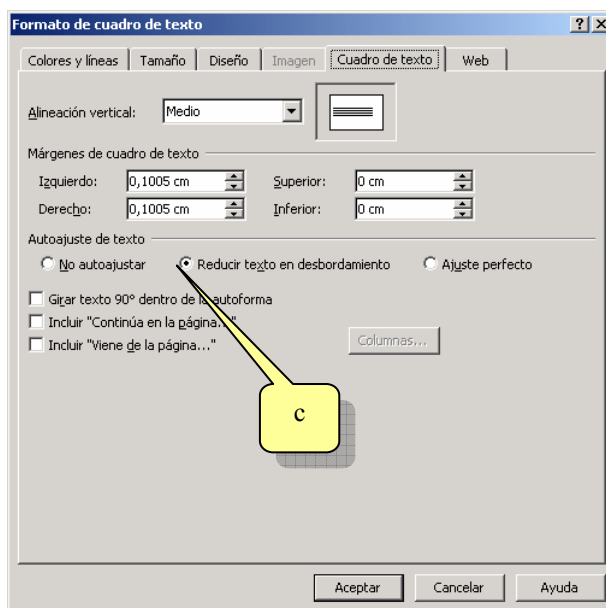 Formato de cuadro de texto
Colores y líneas Tamaño Diseño Imagen Cuadro de texto Web
Alineación vertical: Medio
Márgenes de cuadro de texto
Izquierdo: 0,1005 cm Superior: 0 cm
Derecho: 0,1005 cm Inferior: 0 cm
Autoajuste de texto
No autoajustar Reducir texto en desbordamiento Ajuste perfecto
Girar texto 90° dentro de la autoforma
Incluir "Continúa en la página..."
Incluir "Viene de la página..." Columnas...
c
Aceptar Cancelar Ayuda